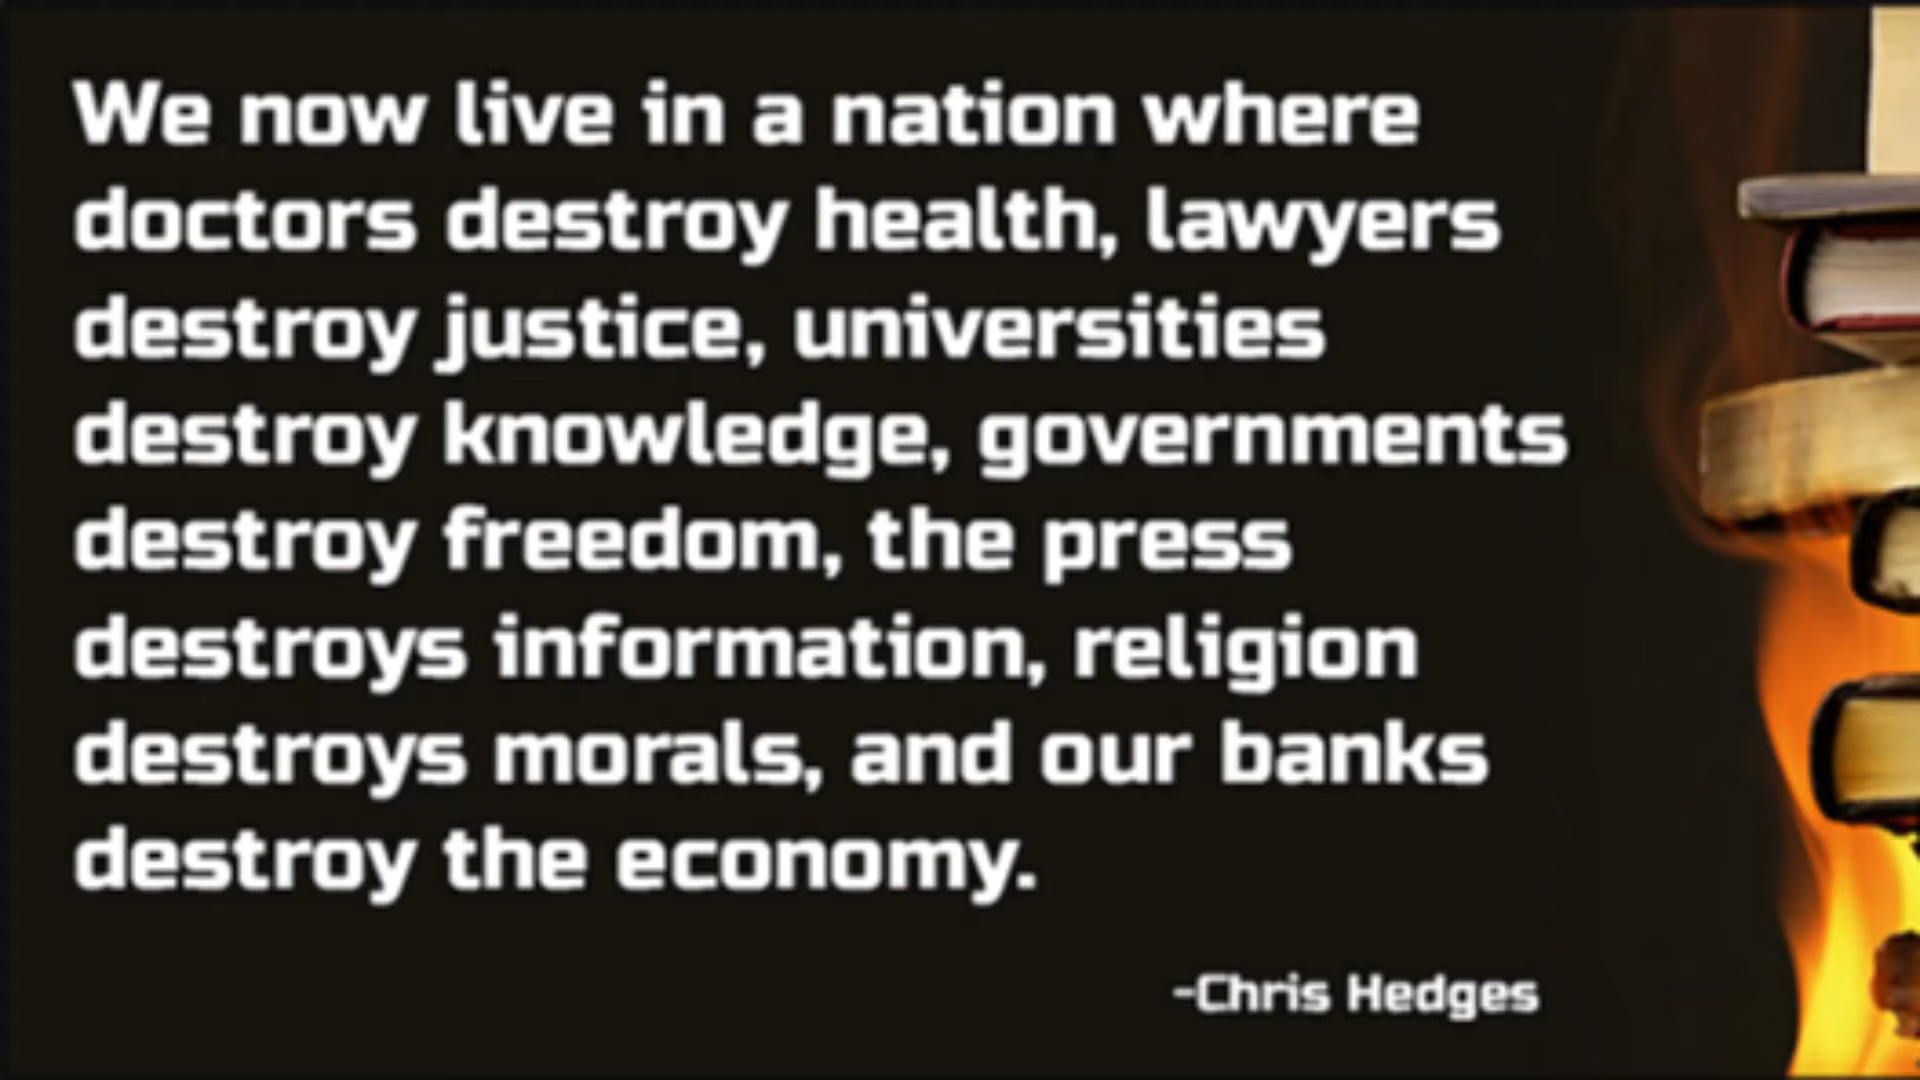 We now live in a nation where
doctors destroy health, lawyers
destroy justice, universities
destroy knowledge, governments
destroy freedom, the press
destroys information, religion
destroys morals, and our banks
destroy the economy.
-Chris Hedges